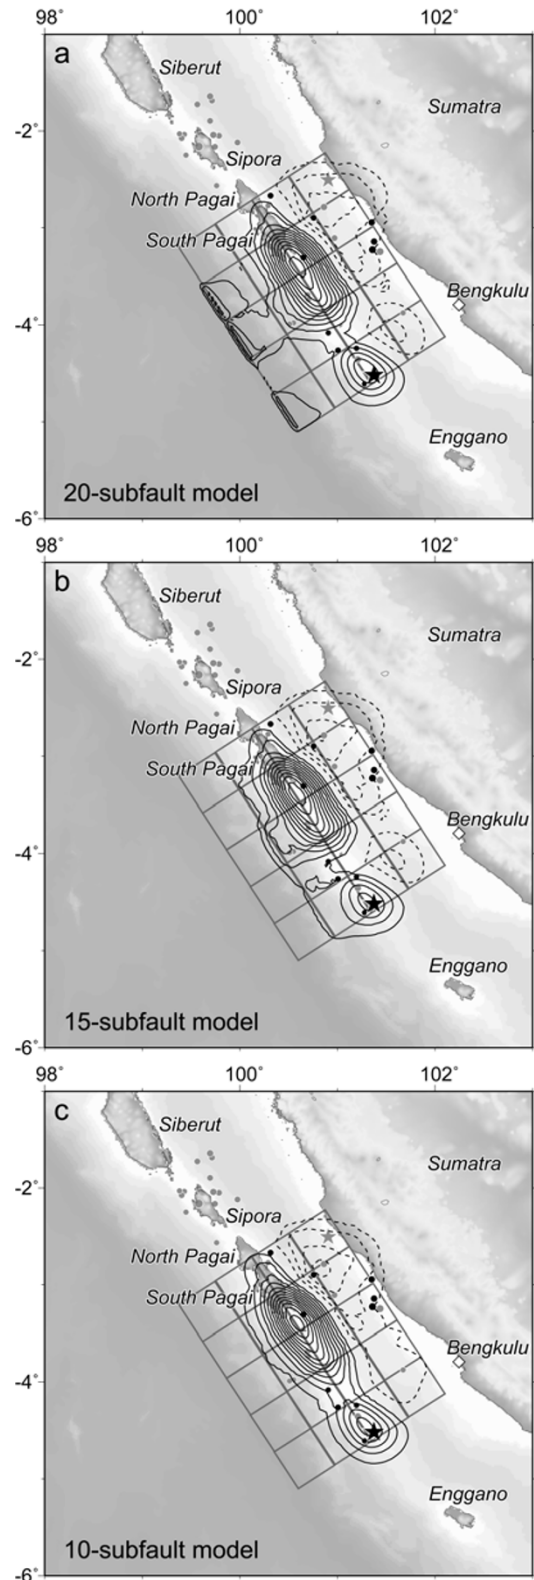 98° 100° 102°
a
Siberut
Sumatra
-2°
Sipora
North Pagai
South Pagai
Bengkulu
-4°
Enggano
20-subfault model
-6°
98° 100° 102°
b
Siberut
Sumatra
-2°
Sipora
North Pagai
South Pagai
Bengkulu
-4°
Enggano
15-subfault model
-6°
98° 100° 102°
c
Siberut
Sumatra
-2°
Sipora
North Pagai
South Pagai
Bengkulu
-4°
Enggano
10-subfault model
-6°